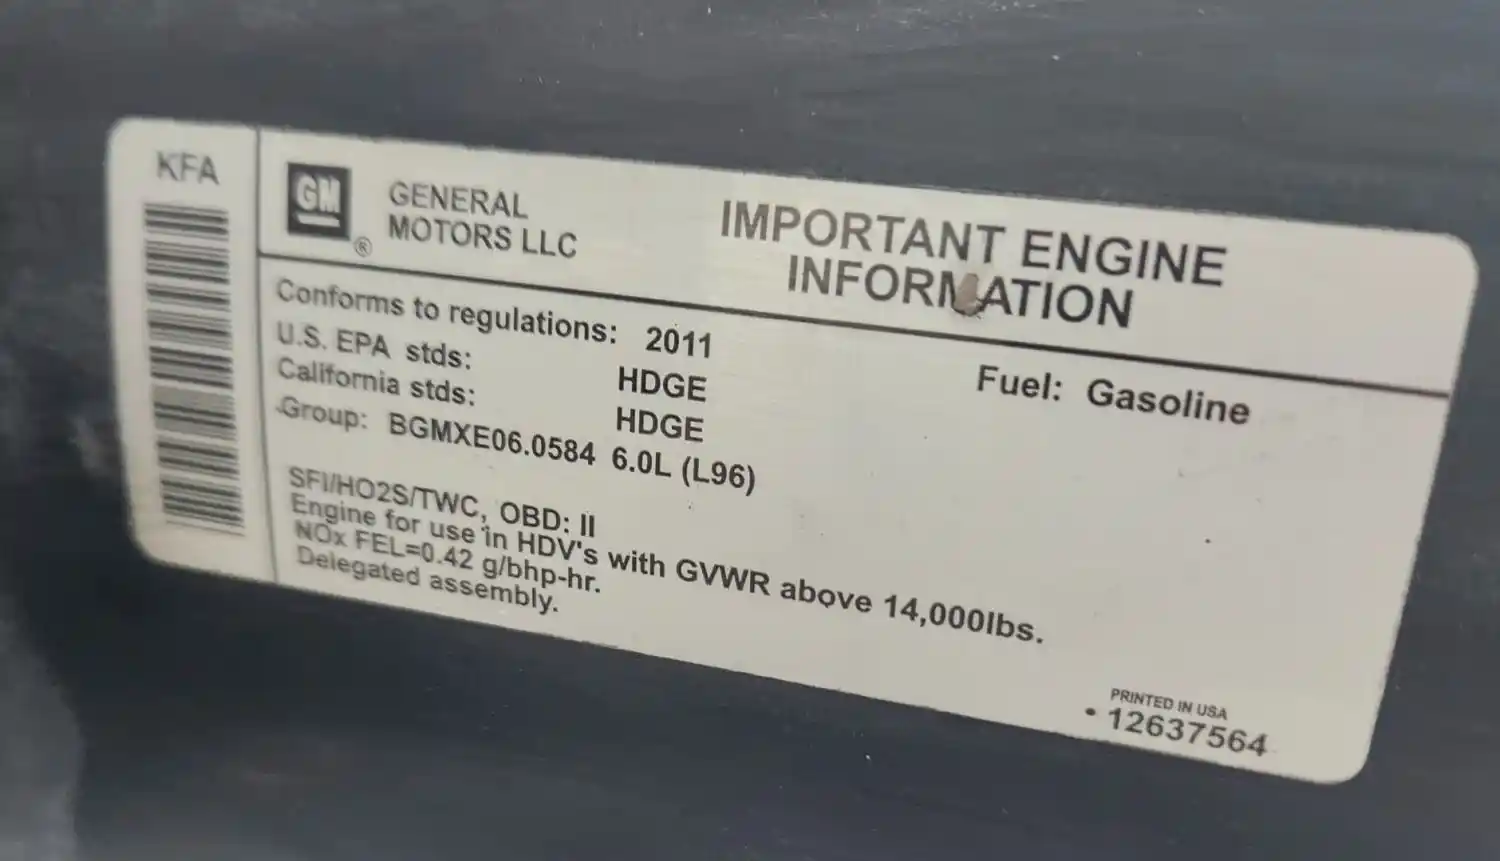 KFA
GM
®
GENERAL
MOTORS LLC
IMPORTANT ENGINE
INFORMATION
Conforms to regulations: 2011
U.S. EPA stds: HDGE
California stds: HDGE
Group: BGMXE06.0584 6.0L (L96)
Fuel: Gasoline
SFI/HO2S/TWC, OBD: II
Engine for use in HDV's with GVWR above 14,000lbs.
NOx FEL=0.42 g/bhp-hr.
Delegated assembly.
PRINTED IN USA
• 12637564